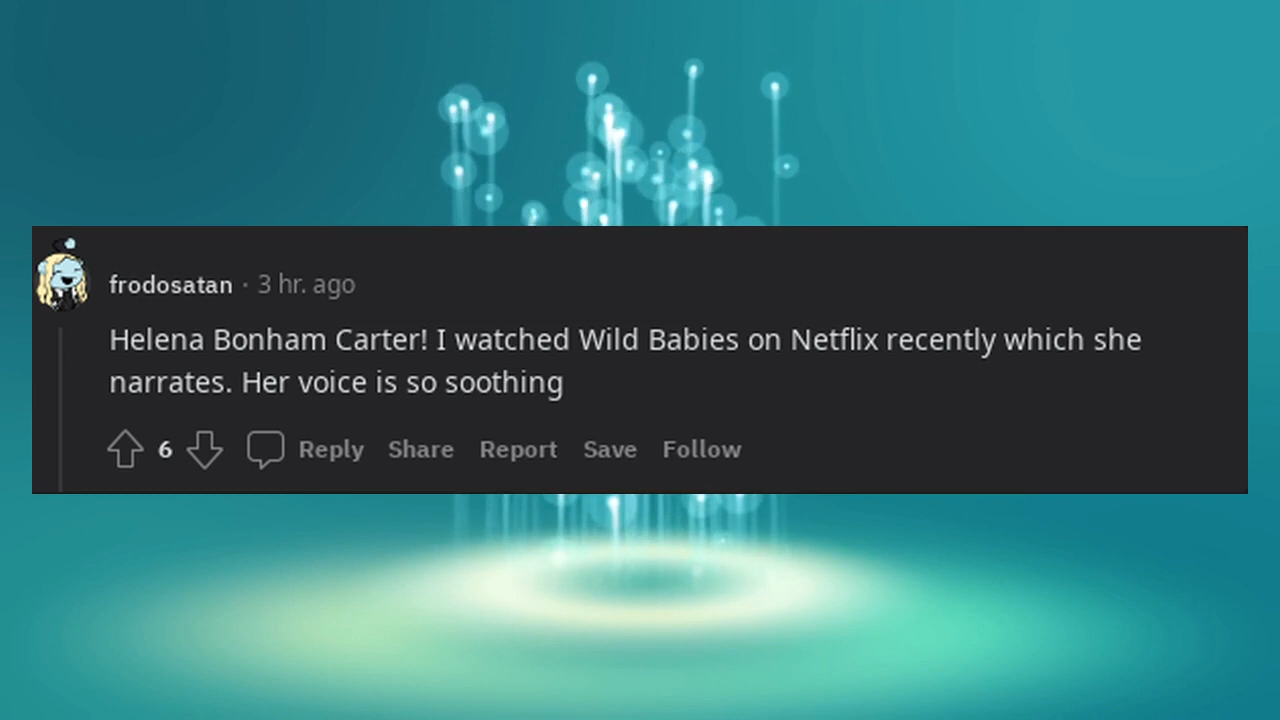 frodosatan · 3 hr. ago
Helena Bonham Carter! I watched Wild Babies on Netflix recently which she
narrates. Her voice is so soothing
6 Reply Share Report Save Follow